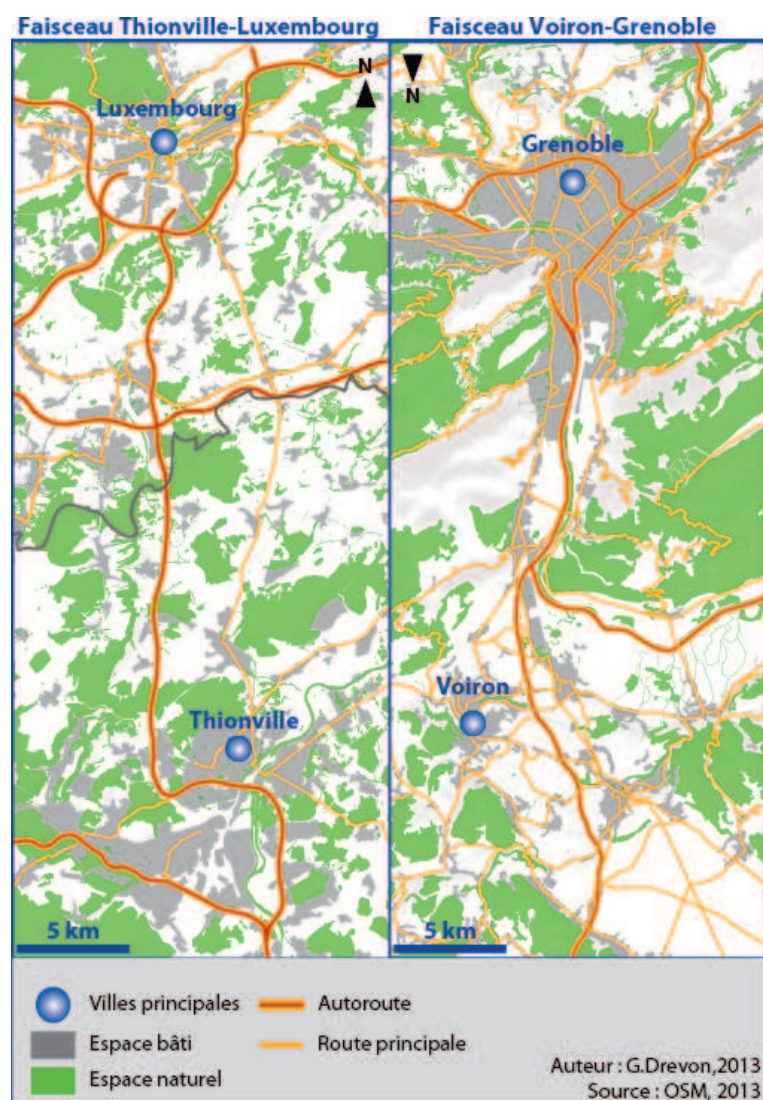 Faisceau Thionville-Luxembourg
Faisceau Voiron-Grenoble
N
N
Luxembourg
Grenoble
Voiron
Thionville
5 km
5 km
Villes principales
Autoroute
Espace bâti
Route principale
Espace naturel
Auteur : G.Drevon,2013
Source : OSM, 2013